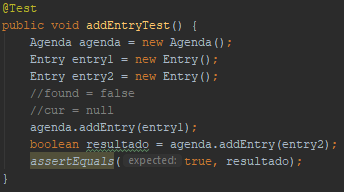 @Test
public void addEntryTest() {
Agenda agenda = new Agenda();
Entry entry1 = new Entry();
Entry entry2 = new Entry();
//found = false
//cur = null
agenda.addEntry(entry1);
boolean resultado = agenda.addEntry(entry2);
assertEquals( expected: true, resultado);
}